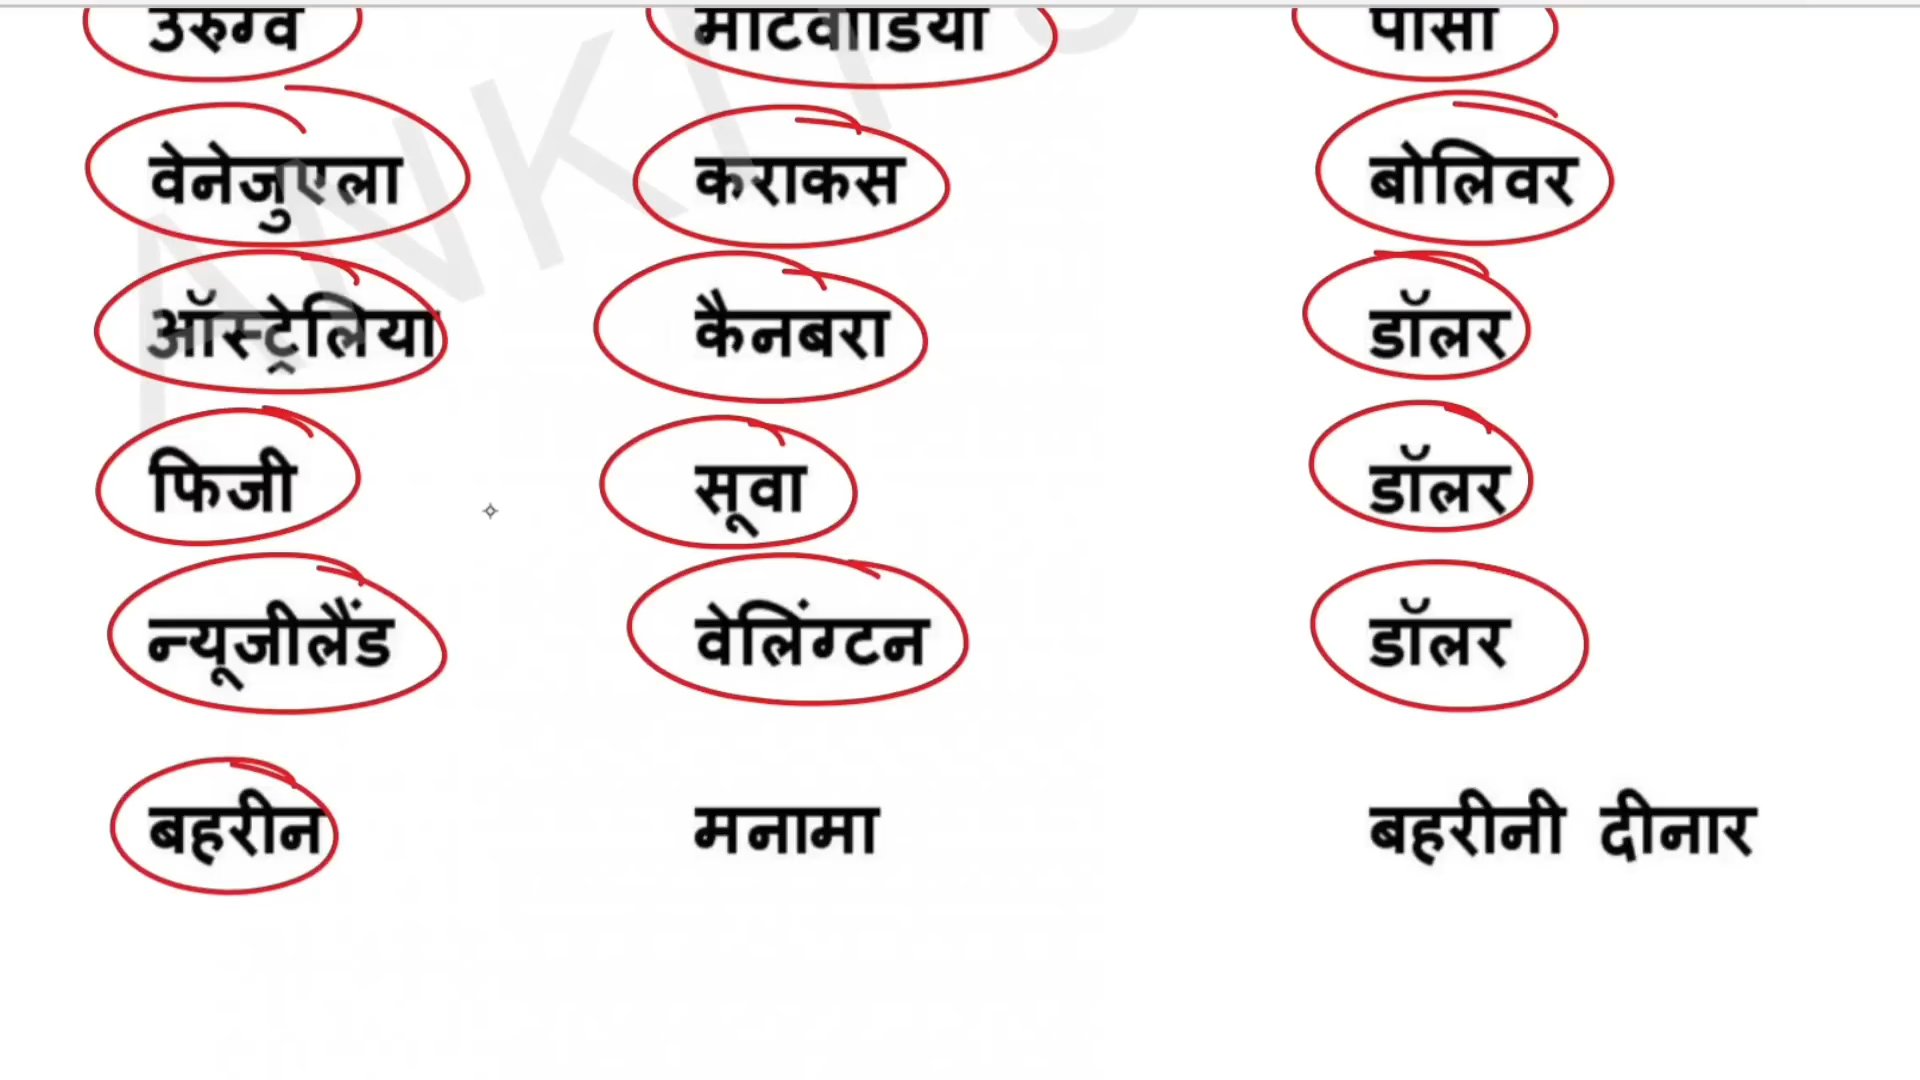 उरुग्वे मोंटेवीडियो पीसो
वेनेजुएला कराकस बोलिवर
ऑस्ट्रेलिया कैनबरा डॉलर
फिजी सूवा डॉलर
न्यूजीलैंड वेलिंग्टन डॉलर
बहरीन मनामा बहरीनी दीनार